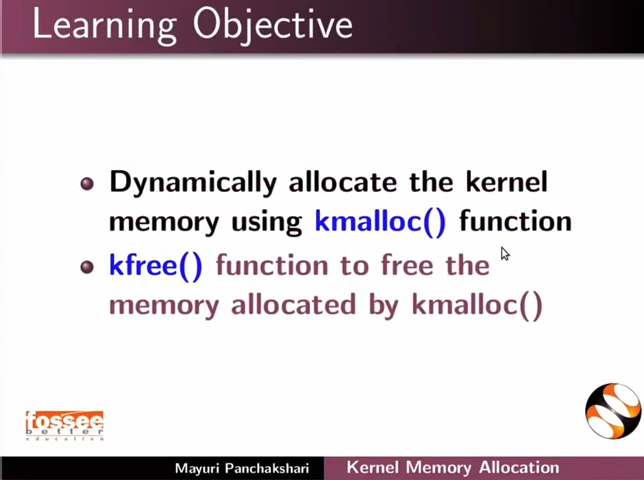 Learning Objective
Dynamically allocate the kernel
memory using kmalloc() function
kfree() function to free the
memory allocated by kmalloc()
fossee
better
education
Mayuri Panchakshari
Kernel Memory Allocation